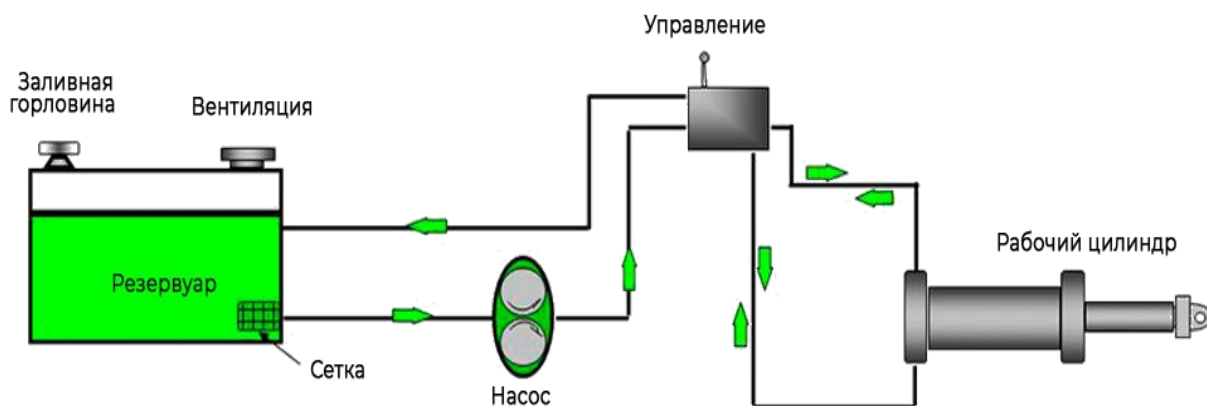 Управление
Заливная
горловина
Вентиляция
Рабочий цилиндр
Резервуар
Сетка
Насос